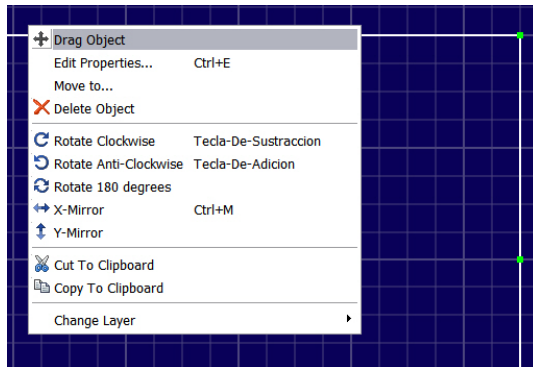 Drag Object
Edit Properties... Ctrl+E
Move to...
Delete Object
Rotate Clockwise Tecla-De-Sustraccion
Rotate Anti-Clockwise Tecla-De-Adicion
Rotate 180 degrees
X-Mirror Ctrl+M
Y-Mirror
Cut To Clipboard
Copy To Clipboard
Change Layer